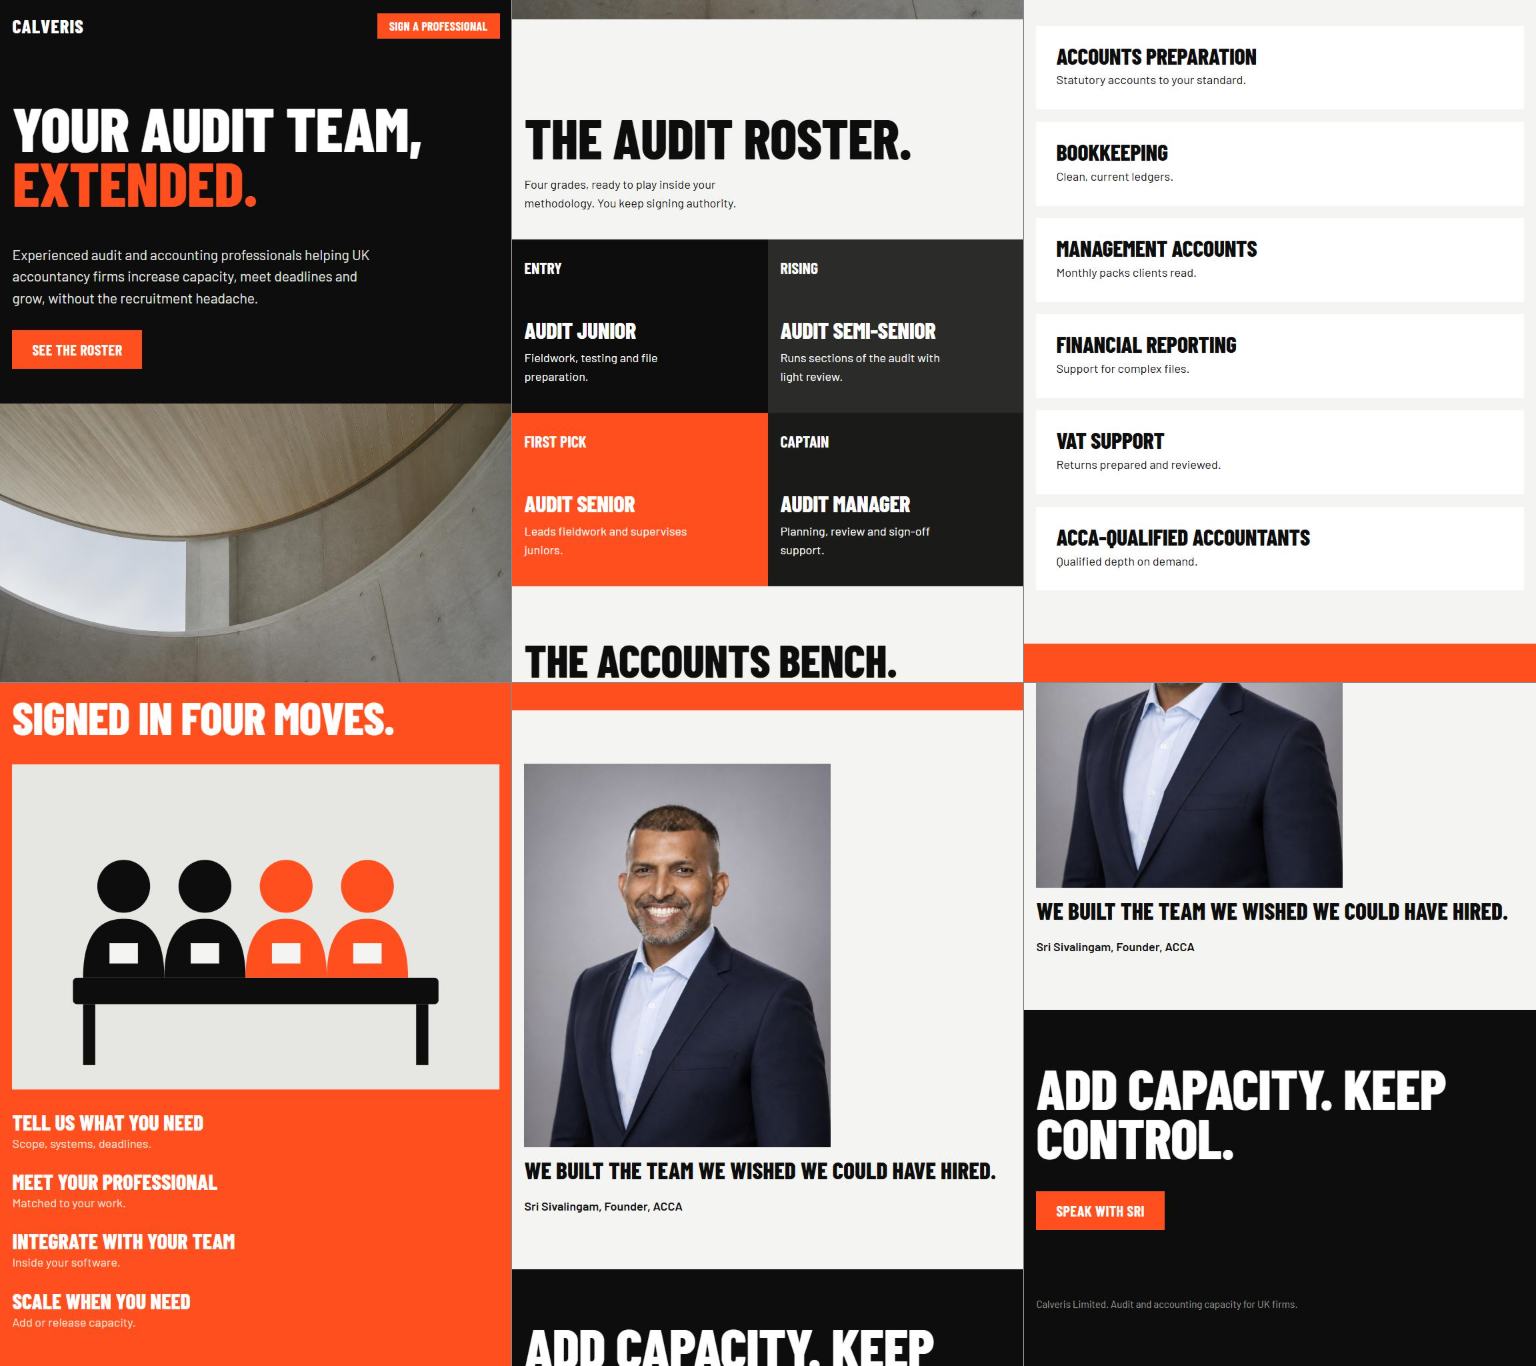 CALVERIS
SIGN A PROFESSIONAL
YOUR AUDIT TEAM,
EXTENDED.
Experienced audit and accounting professionals helping UK
accountancy firms increase capacity, meet deadlines and
grow, without the recruitment headache.
SEE THE ROSTER
THE AUDIT ROSTER.
Four grades, ready to play inside your
methodology. You keep signing authority.
ENTRY
AUDIT JUNIOR
Fieldwork, testing and file
preparation.
RISING
AUDIT SEMI-SENIOR
Runs sections of the audit with
light review.
FIRST PICK
AUDIT SENIOR
Leads fieldwork and supervises
juniors.
CAPTAIN
AUDIT MANAGER
Planning, review and sign-off
support.
THE ACCOUNTS BENCH.
ACCOUNTS PREPARATION
Statutory accounts to your standard.
BOOKKEEPING
Clean, current ledgers.
MANAGEMENT ACCOUNTS
Monthly packs clients read.
FINANCIAL REPORTING
Support for complex files.
VAT SUPPORT
Returns prepared and reviewed.
ACCA-QUALIFIED ACCOUNTANTS
Qualified depth on demand.
SIGNED IN FOUR MOVES.
TELL US WHAT YOU NEED
Scope, systems, deadlines.
MEET YOUR PROFESSIONAL
Matched to your work.
INTEGRATE WITH YOUR TEAM
Inside your software.
SCALE WHEN YOU NEED
Add or release capacity.
WE BUILT THE TEAM WE WISHED WE COULD HAVE HIRED.
Sri Sivalingam, Founder, ACCA
ADD CAPACITY. KEEP
WE BUILT THE TEAM WE WISHED WE COULD HAVE HIRED.
Sri Sivalingam, Founder, ACCA
ADD CAPACITY. KEEP
CONTROL.
SPEAK WITH SRI
Calveris Limited. Audit and accounting capacity for UK firms.